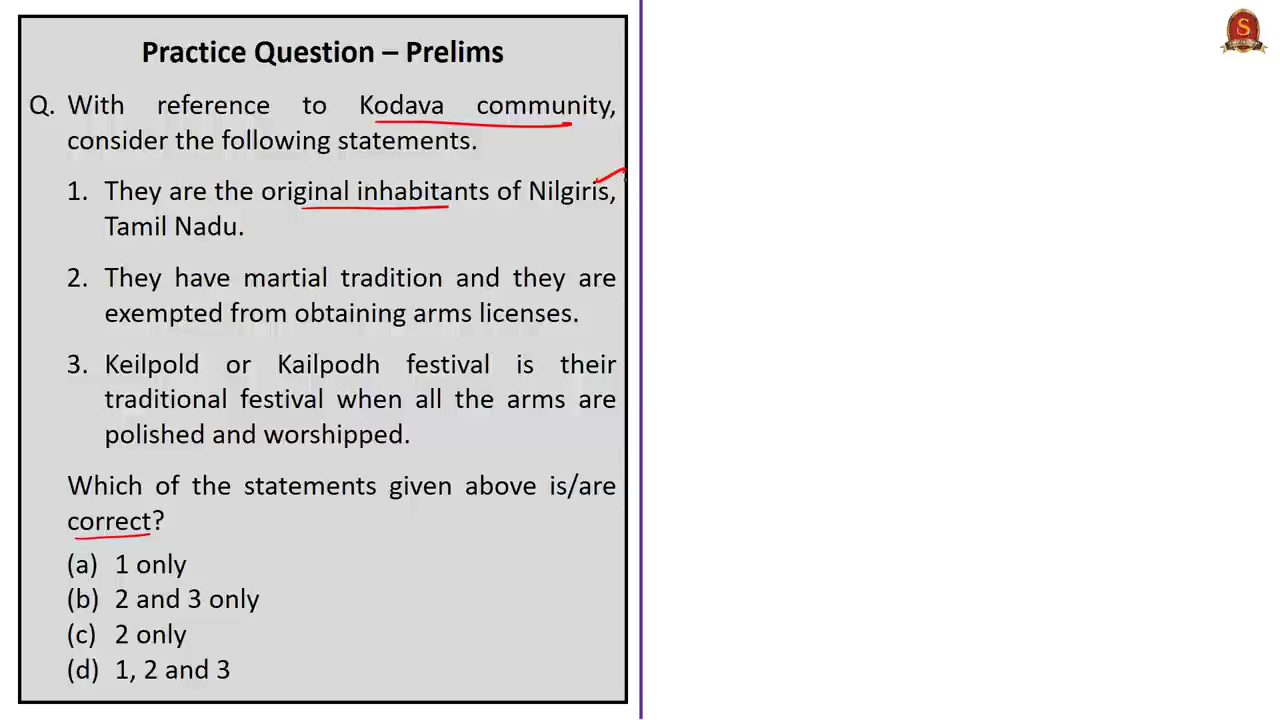 Practice Question – Prelims
Q. With reference to Kodava community,
consider the following statements.
1. They are the original inhabitants of Nilgiris,
Tamil Nadu.
2. They have martial tradition and they are
exempted from obtaining arms licenses.
3. Keilpold or Kailpodh festival is their
traditional festival when all the arms are
polished and worshipped.
Which of the statements given above is/are
correct?
(a) 1 only
(b) 2 and 3 only
(c) 2 only
(d) 1, 2 and 3
S